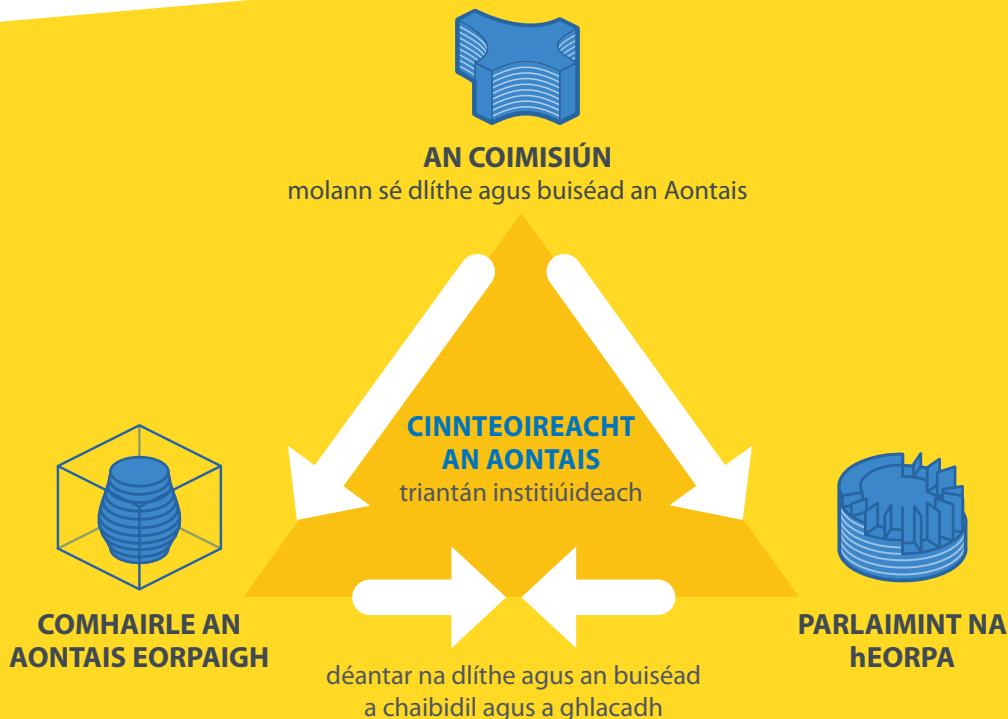 AN COIMISIÚN
molann sé dlíthe agus buiséad an Aontais
CINNTEOIREACHT
AN AONTAIS
triantán institiúideach
COMHAIRLE AN
AONTAIS EORPAIGH
PARLAIMINT NA
hEORPA
déantar na dlíthe agus an buiséad
a chaibidil agus a ghlacadh